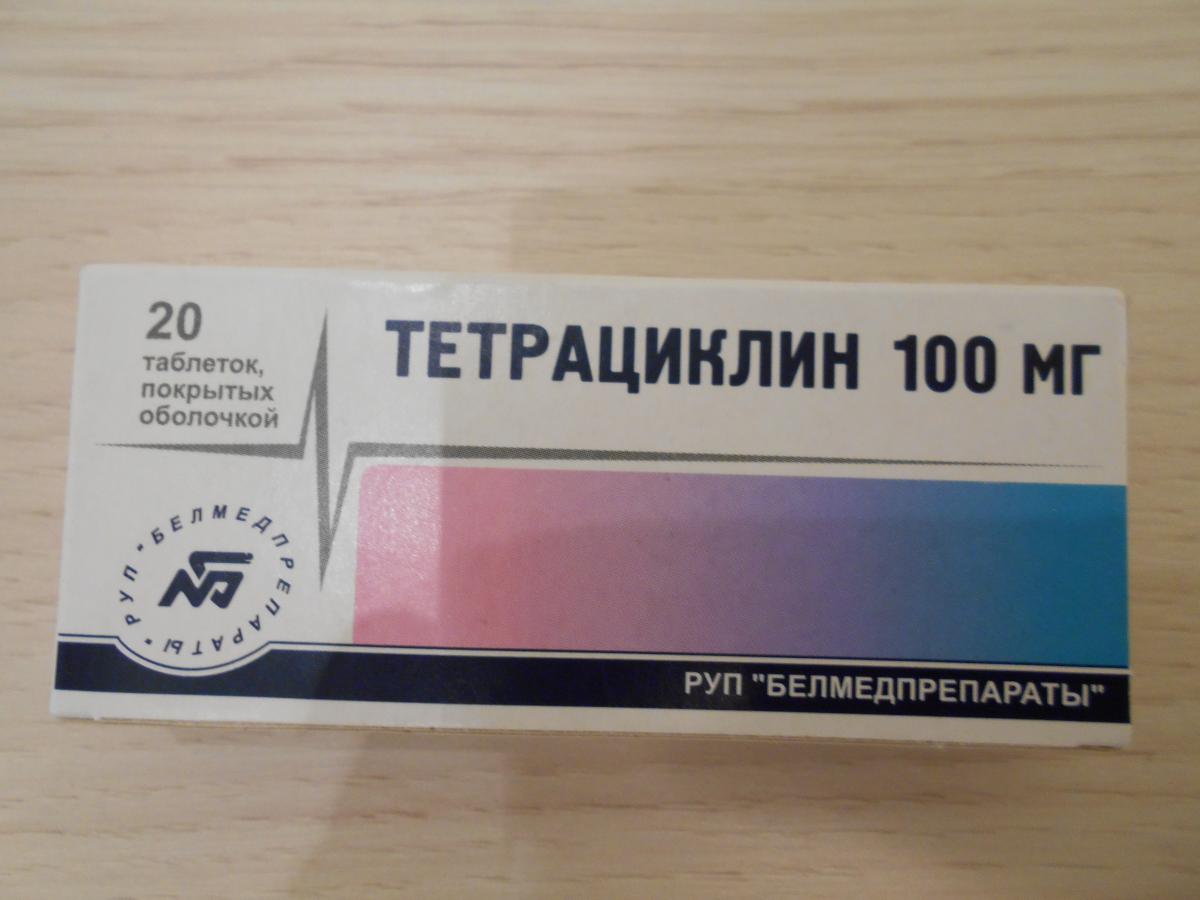 20
таблеток,
покрытых
оболочкой
ТЕТРАЦИКЛИН 100 МГ
РУП "БЕЛМЕДПРЕПАРАТЫ"
РУП "БЕЛМЕДПРЕПАРАТЫ"